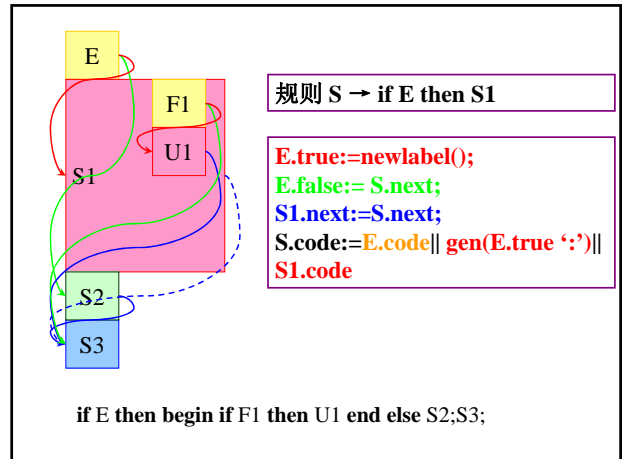 E
F1
U1
S1
S2
S3
规则 S → if E then S1
E.true:=newlabel();
E.false:= S.next;
S1.next:=S.next;
S.code:=E.code|| gen(E.true ‘:’)||
S1.code
if E then begin if F1 then U1 end else S2;S3;